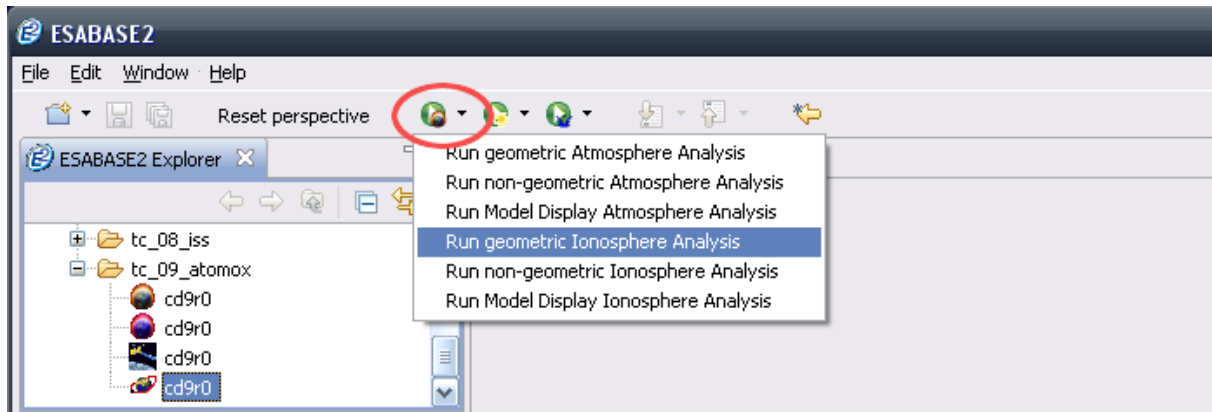 ESABASE2
File Edit Window Help
Reset perspective
ESABASE2 Explorer
Run geometric Atmosphere Analysis
Run non-geometric Atmosphere Analysis
Run Model Display Atmosphere Analysis
Run geometric Ionosphere Analysis
Run non-geometric Ionosphere Analysis
Run Model Display Ionosphere Analysis
tc_08_iss
tc_09_atomox
cd9r0
cd9r0
cd9r0
cd9r0